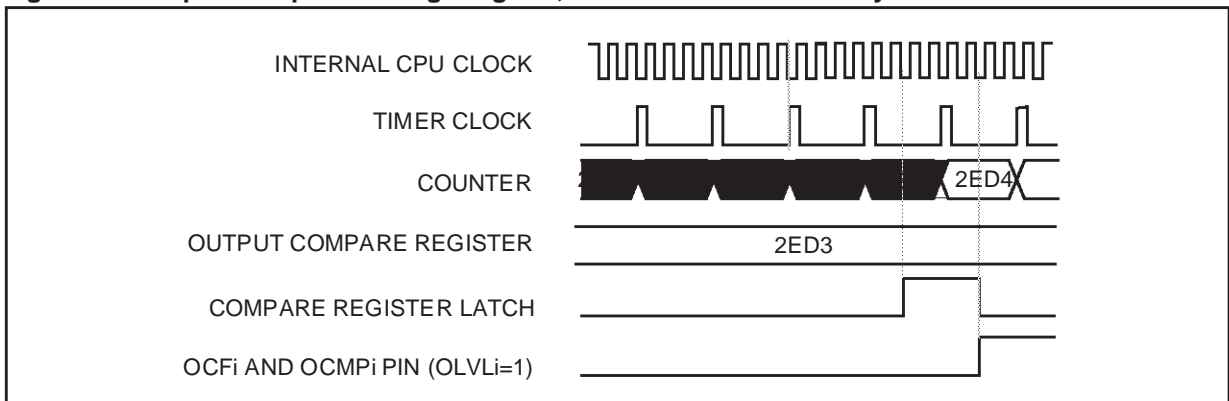 INTERNAL CPU CLOCK
TIMER CLOCK
COUNTER
2ED4
OUTPUT COMPARE REGISTER
2ED3
COMPARE REGISTER LATCH
OCFi AND OCMPi PIN (OLVLi=1)